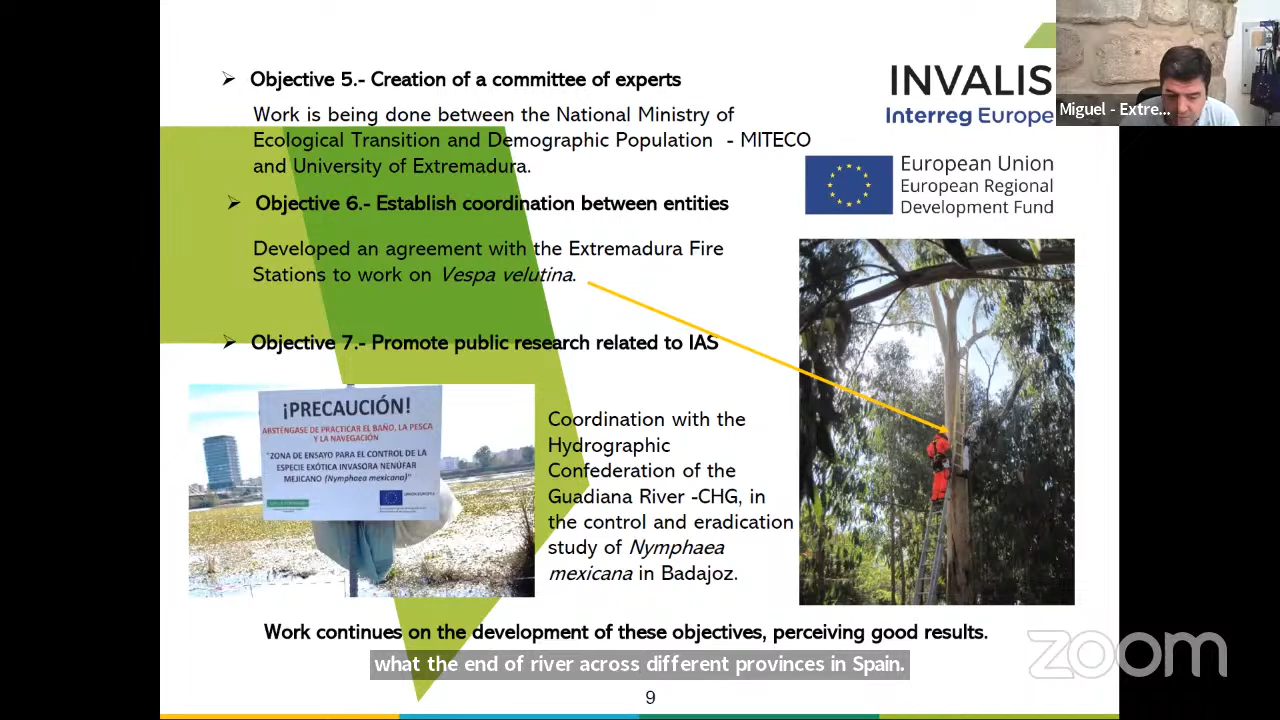 ➢ Objective 5.- Creation of a committee of experts
Work is being done between the National Ministry of
Ecological Transition and Demographic Population - MITECO
and University of Extremadura.
➢ Objective 6.- Establish coordination between entities
Developed an agreement with the Extremadura Fire
Stations to work on Vespa velutina.
➢ Objective 7.- Promote public research related to IAS
INVALIS
Interreg Europe
Miguel - Extre...
European Union
European Regional
Development Fund
¡PRECAUCIÓN!
ABSTÉNGASE DE PRACTICAR EL BAÑO, LA PESCA
Y LA NAVEGACIÓN
"ZONA DE ENSAYO PARA EL CONTROL DE LA
ESPECIE EXÓTICA INVASORA NENÚFAR
MEJICANO (Nymphaea mexicana)"
Coordination with the
Hydrographic
Confederation of the
Guadiana River -CHG, in
the control and eradication
study of Nymphaea
mexicana in Badajoz.
Work continues on the development of these objectives, perceiving good results.
what the end of river across different provinces in Spain.
9
zoom